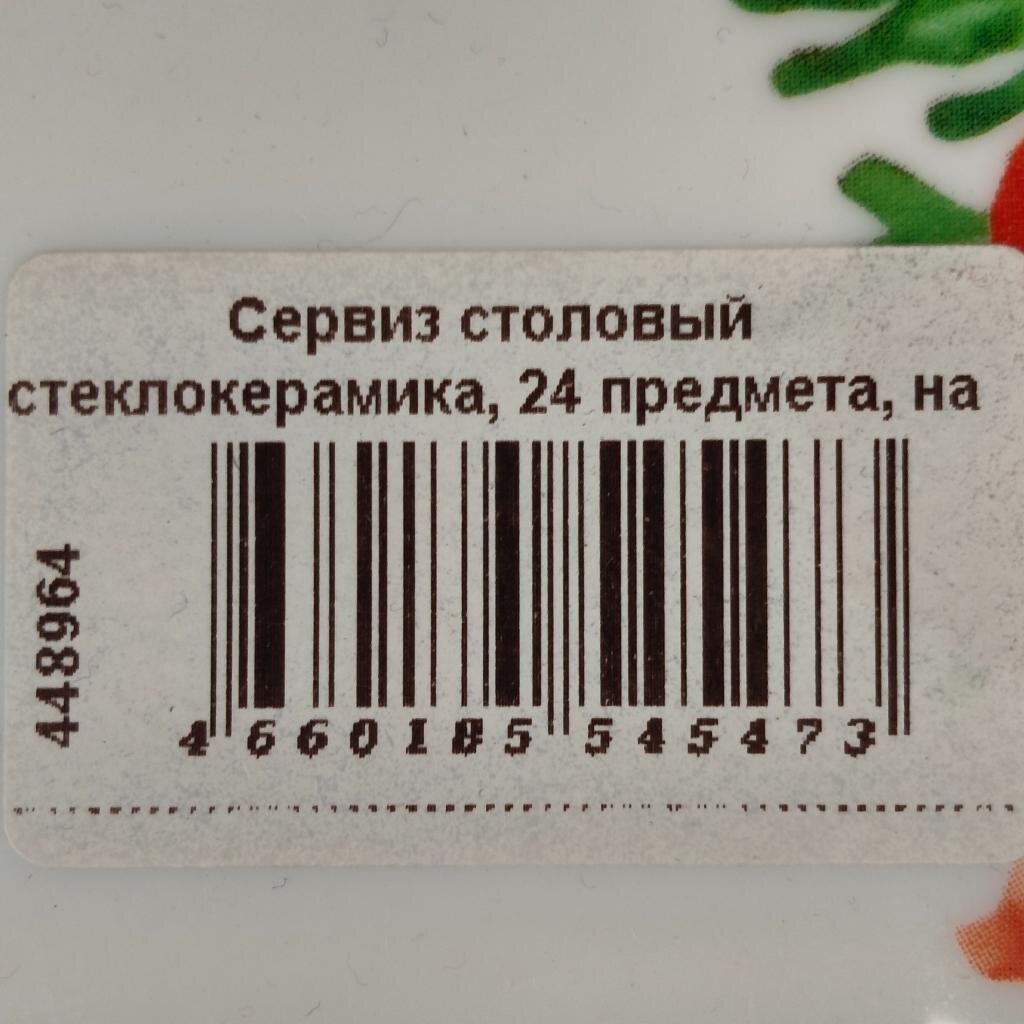 Сервиз столовый
стеклокерамика, 24 предмета, на
448964
4 660185 545473